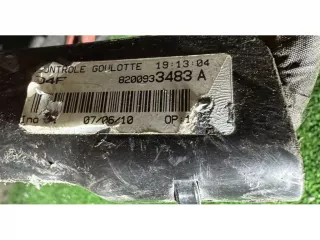 CONTROLE GOULOTTE 19:13:04
04F 8200933483 A
07/06/10 OP:1